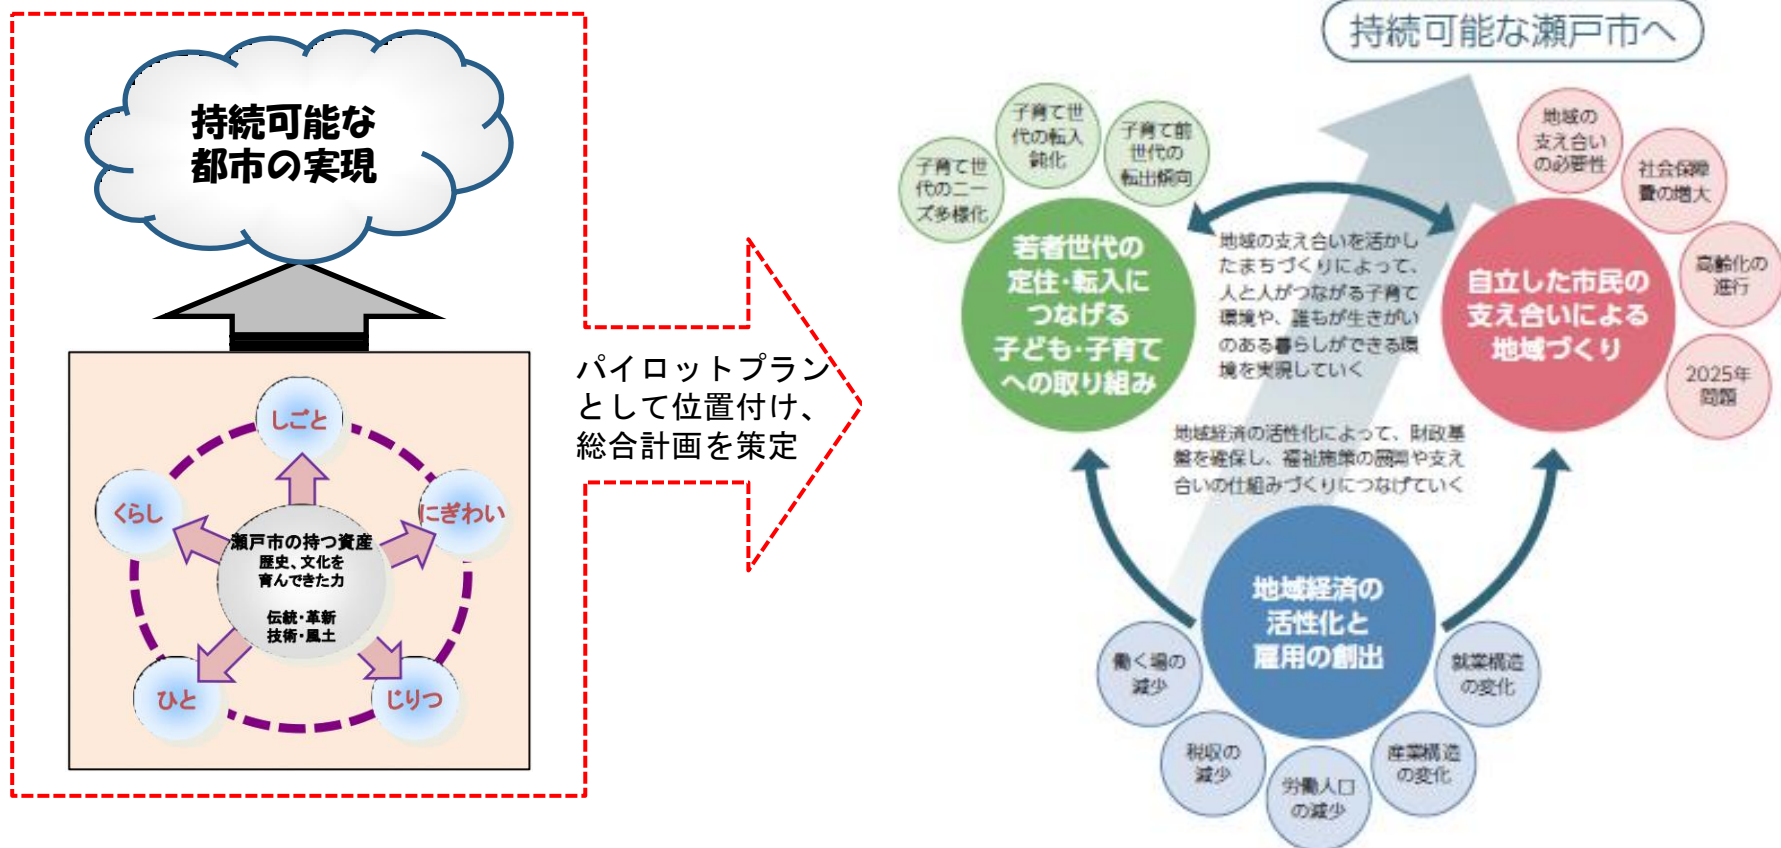 持続可能な
都市の実現
しごと
くらし
にぎわい
瀬戸市の持つ資産
歴史、文化を
育んできた力
伝統・革新
技術・風土
ひと
じりつ
パイロットプラン
として位置付け、
総合計画を策定
持続可能な瀬戸市へ
子育て世
代のニー
ズ多様化
子育て世
代の転入
鈍化
子育て前
世代の
転出傾向
地域の
支え合い
の必要性
社会保障
費の増大
高齢化の
進行
2025年
問題
若者世代の
定住・転入に
つなげる
子ども・子育て
への取り組み
地域の支え合いを活かし
たまちづくりによって、
人と人がつながる子育て
環境や、誰もが生きがい
のある暮らしができる環
境を実現していく
自立した市民の
支え合いによる
地域づくり
地域経済の活性化によって、財政基
盤を確保し、福祉施策の展開や支え
合いの仕組みづくりにつなげていく
地域経済の
活性化と
雇用の創出
働く場の
減少
税収の
減少
労働人口
の減少
産業構造
の変化
就業構造
の変化